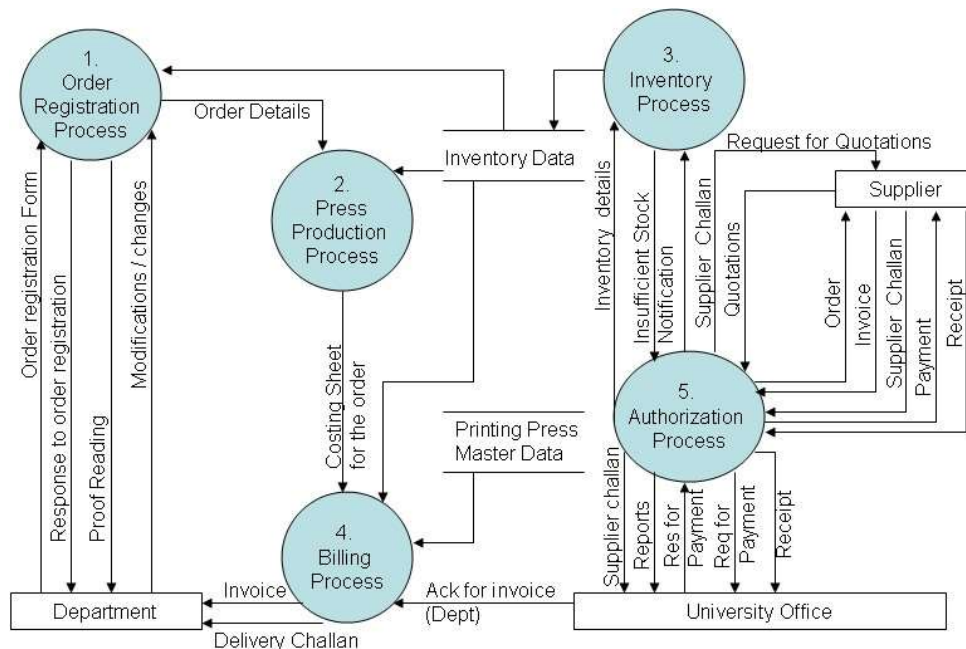 1.
Order
Registration
Process
Order Details
3.
Inventory
Process
Request for Quotations
Inventory Data
Supplier
2.
Press
Production
Process
Order registration Form
Response to order registration
Proof Reading
Modifications / changes
Inventory details
Insufficient Stock
Notification
Supplier Challan
Quotations
Order
Invoice
Supplier Challan
Payment
Receipt
Costing Sheet
for the order
Printing Press
Master Data
5.
Authorization
Process
4.
Billing
Process
Supplier challan
Reports
Res for
Payment
Req for
Payment
Receipt
Invoice
Ack for invoice
(Dept)
Department
University Office
Delivery Challan